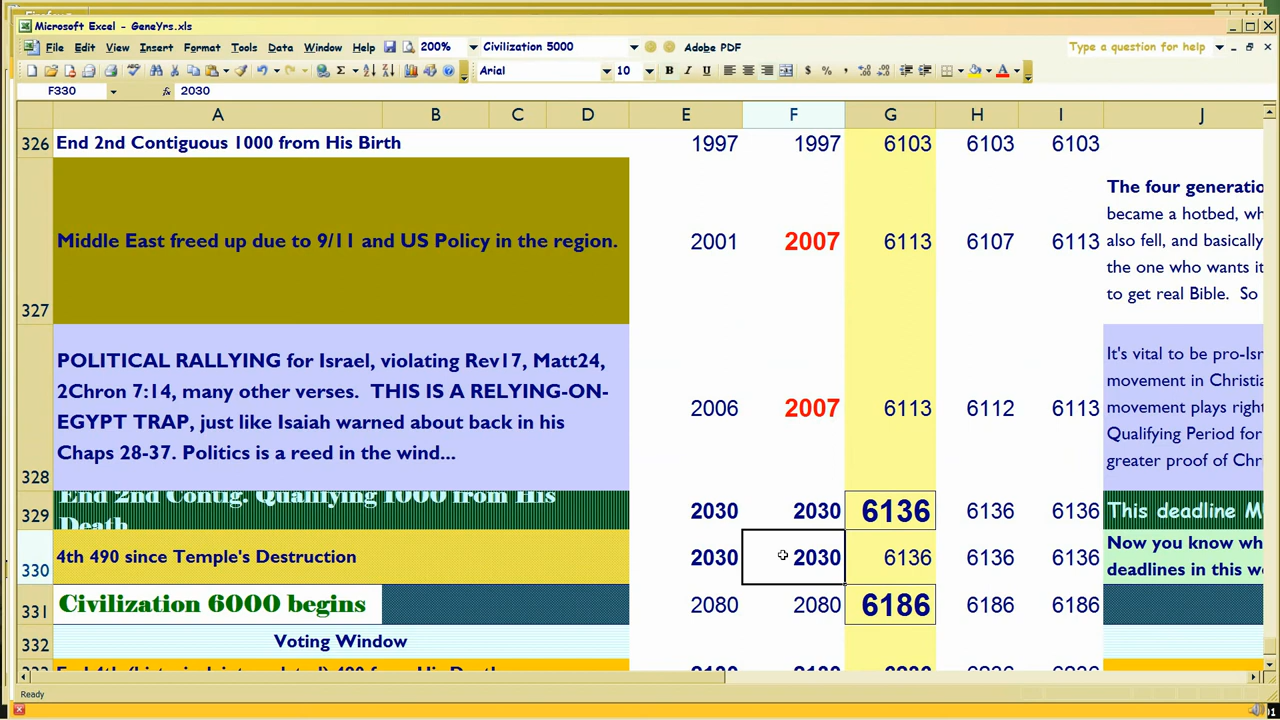 Microsoft Excel - GeneYrs.xls
File Edit View Insert Format Tools Data Window Help 200% Civilization 5000 Adobe PDF Type a question for help
Arial 10 B I U $ % ,
F330 fx 2030
A B C D E F G H I J
326 End 2nd Contiguous 1000 from His Birth 1997 1997 6103 6103 6103
The four generatio
became a hotbed, wh
Middle East freed up due to 9/11 and US Policy in the region. 2001 2007 6113 6107 6113 also fell, and basically
the one who wants it
to get real Bible. So
327
POLITICAL RALLYING for Israel, violating Rev17, Matt24, It's vital to be pro-Isr
2Chron 7:14, many other verses. THIS IS A RELYING-ON- movement in Christia
EGYPT TRAP, just like Isaiah warned about back in his 2006 2007 6113 6112 6113 movement plays right
Chaps 28-37. Politics is a reed in the wind... Qualifying Period for
greater proof of Chr
328
End 2nd Contig. Qualifying 1000 from His
Death
329 2030 2030 6136 6136 6136 This deadline M
Now you know wh
330 4th 490 since Temple's Destruction 2030 2030 6136 6136 6136 deadlines in this w
331 Civilization 6000 begins 2080 2080 6186 6186 6186
332 Voting Window
Ready